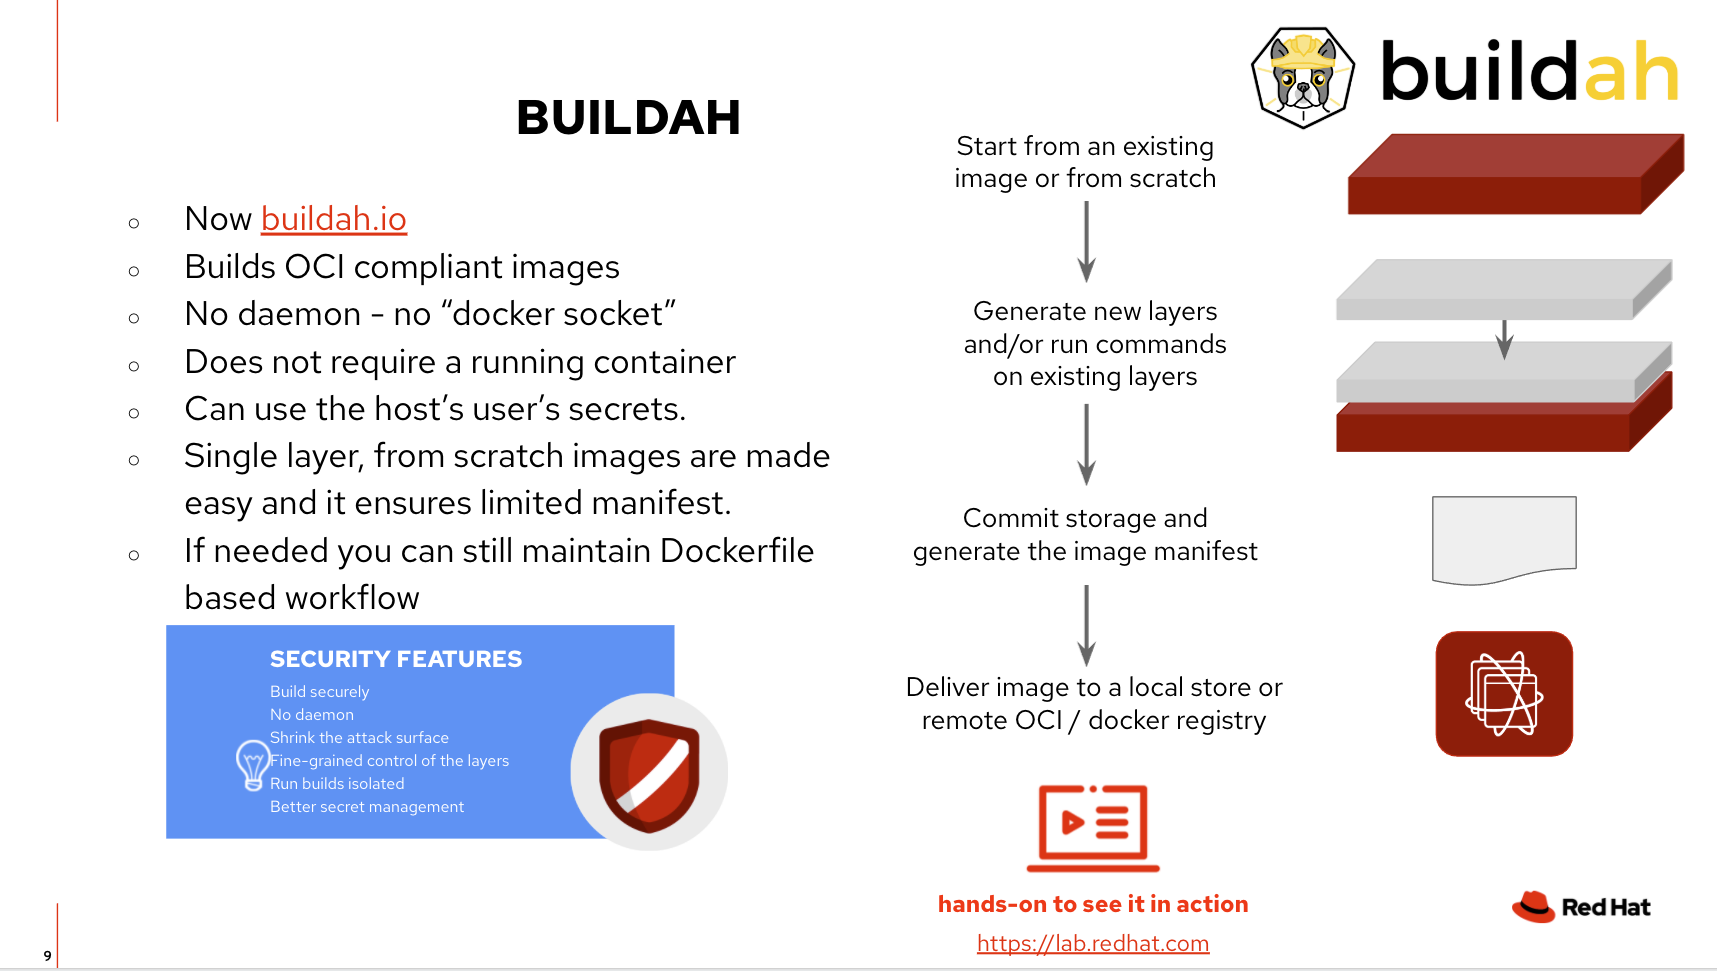 buildah
BUILDAH
Now buildah.io
Builds OCI compliant images
No daemon - no “docker socket”
Does not require a running container
Can use the host’s user’s secrets.
Single layer, from scratch images are made
easy and it ensures limited manifest.
If needed you can still maintain Dockerfile
based workflow
SECURITY FEATURES
Build securely
No daemon
Shrink the attack surface
Fine-grained control of the layers
Run builds isolated
Better secret management
Start from an existing
image or from scratch
Generate new layers
and/or run commands
on existing layers
Commit storage and
generate the image manifest
Deliver image to a local store or
remote OCI / docker registry
hands-on to see it in action
https://lab.redhat.com
Red Hat
9